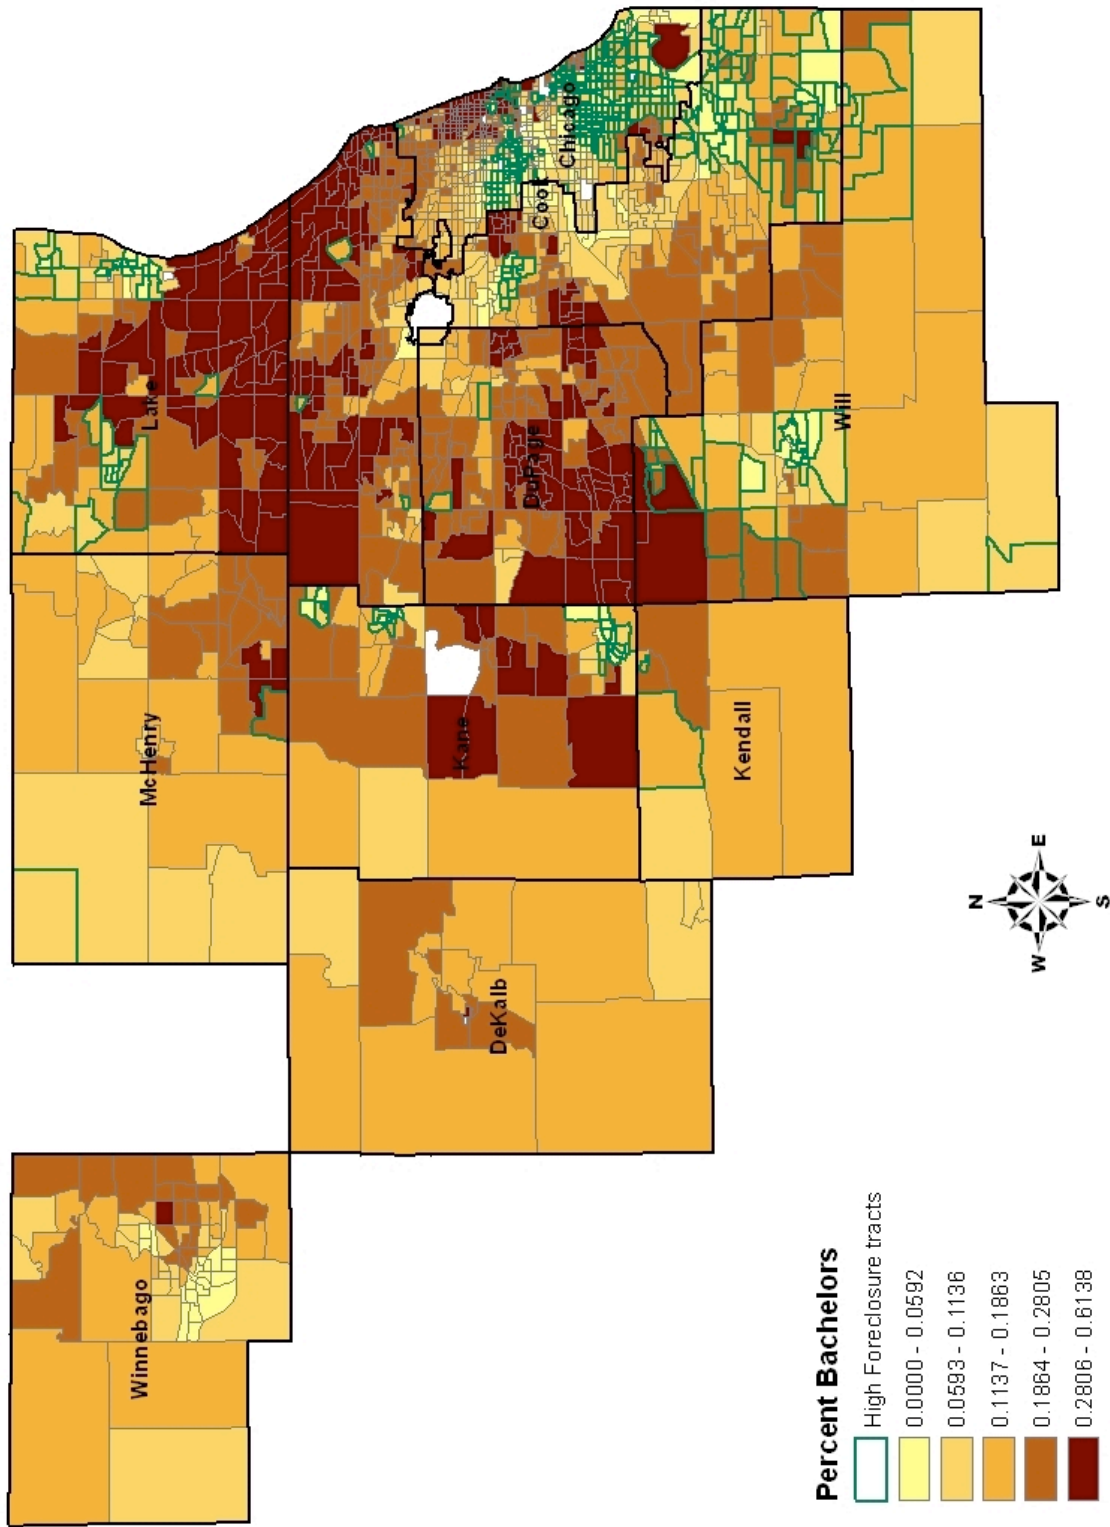 Lake
McHenry
Winnebago
Cook
Chicago
DuPage
Kane
DeKalb
Kendall
Will
N
W
E
S
Percent Bachelors
High Foreclosure tracts
0.0000 - 0.0592
0.0593 - 0.1136
0.1137 - 0.1863
0.1864 - 0.2805
0.2806 - 0.6138